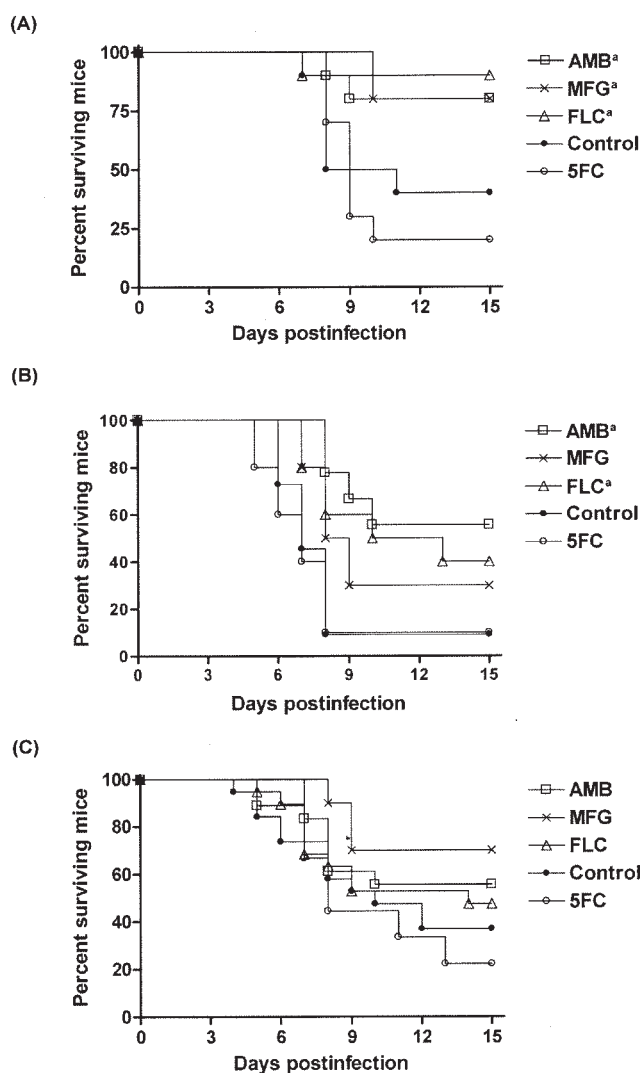 (A)
100
75
50
25
0
Percent surviving mice
0 3 6 9 12 15
Days postinfection
AMBᵃ
MFGᵃ
FLCᵃ
Control
5FC
(B)
100
80
60
40
20
0
Percent surviving mice
0 3 6 9 12 15
Days postinfection
AMBᵃ
MFG
FLCᵃ
Control
5FC
(C)
100
80
60
40
20
0
Percent surviving mice
0 3 6 9 12 15
Days postinfection
AMB
MFG
FLC
Control
5FC